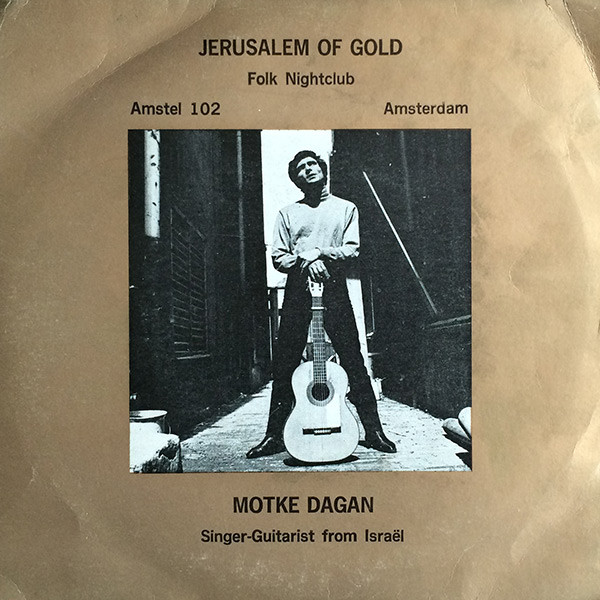 JERUSALEM OF GOLD
Folk Nightclub
Amstel 102 Amsterdam
MOTKE DAGAN
Singer-Guitarist from Israël